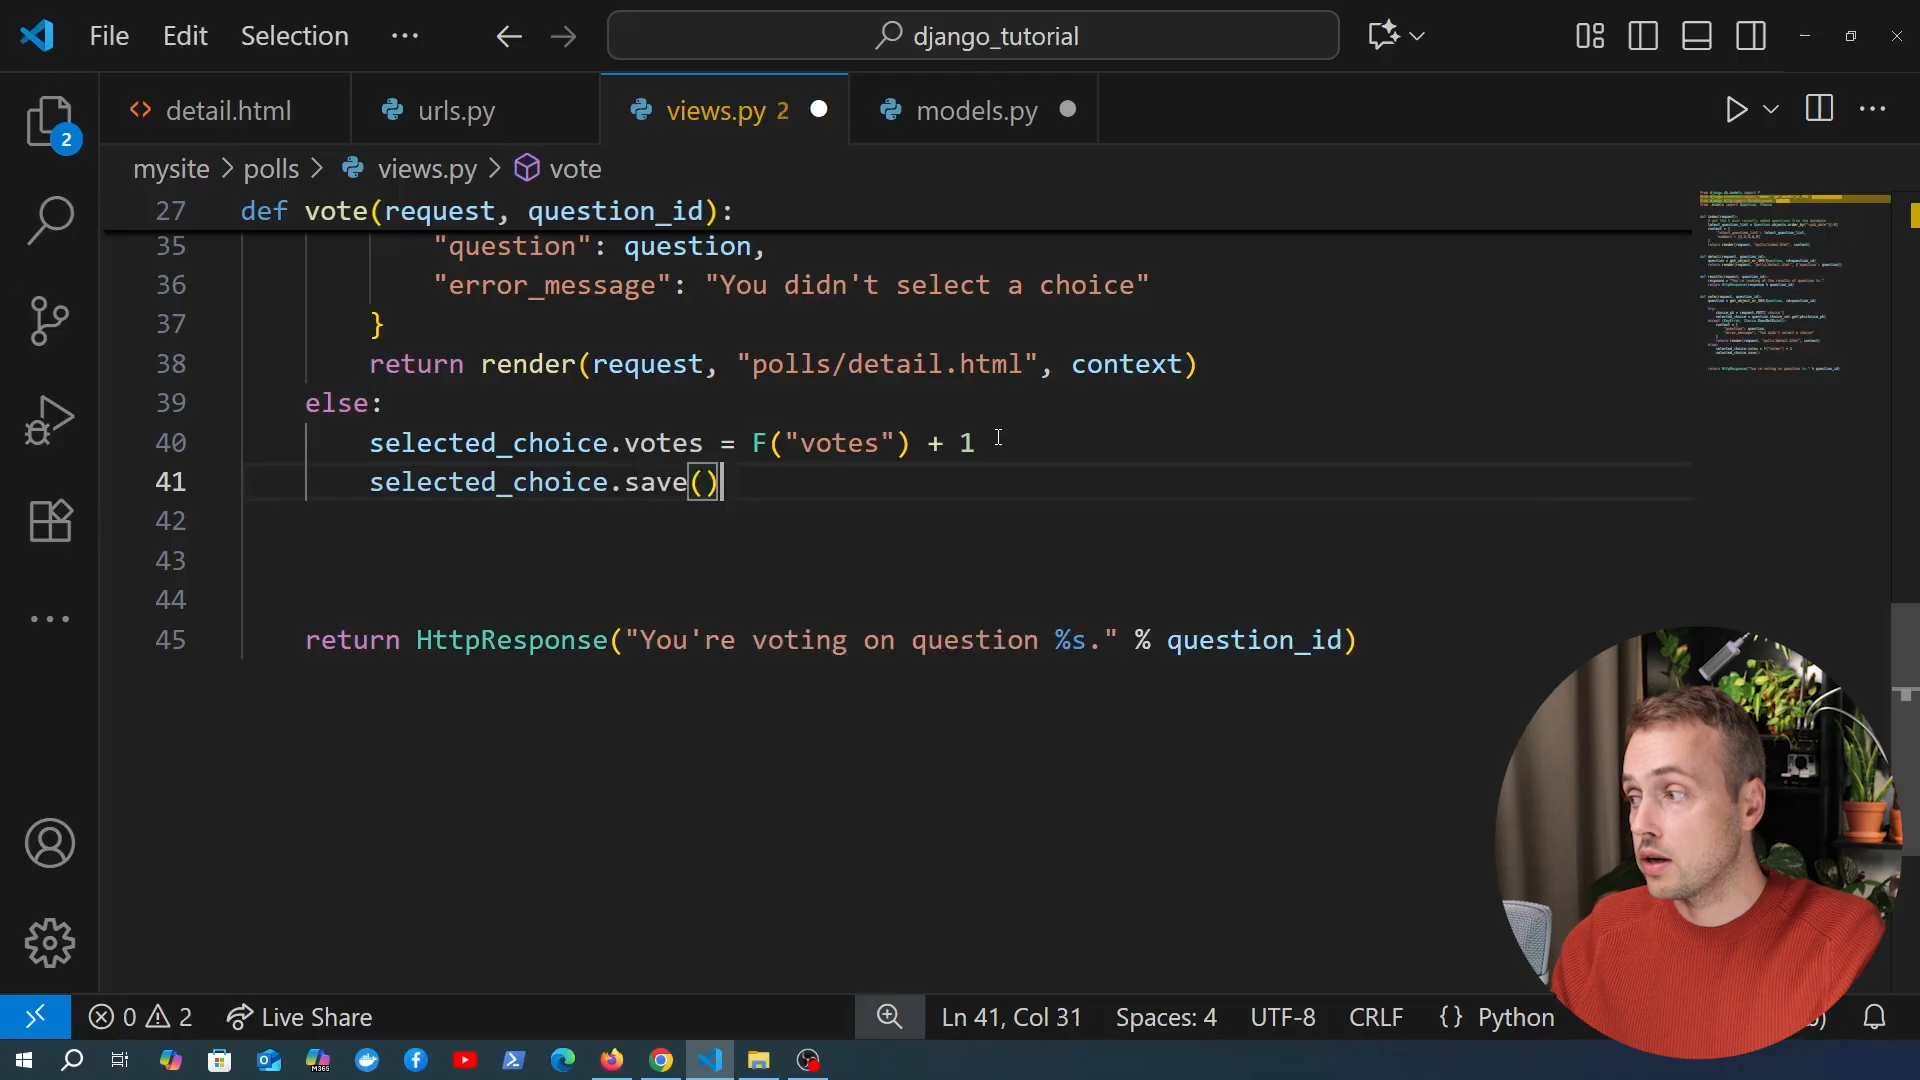 File Edit Selection ··· django_tutorial
detail.html urls.py views.py 2 models.py
mysite > polls > views.py > vote
27 def vote(request, question_id):
35 "question": question,
36 "error_message": "You didn't select a choice"
37 }
38 return render(request, "polls/detail.html", context)
39 else:
40 selected_choice.votes = F("votes") + 1
41 selected_choice.save()
42
43
44
45 return HttpResponse("You're voting on question %s." % question_id)
2
0 2 Live Share Ln 41, Col 31 Spaces: 4 UTF-8 CRLF {} Python